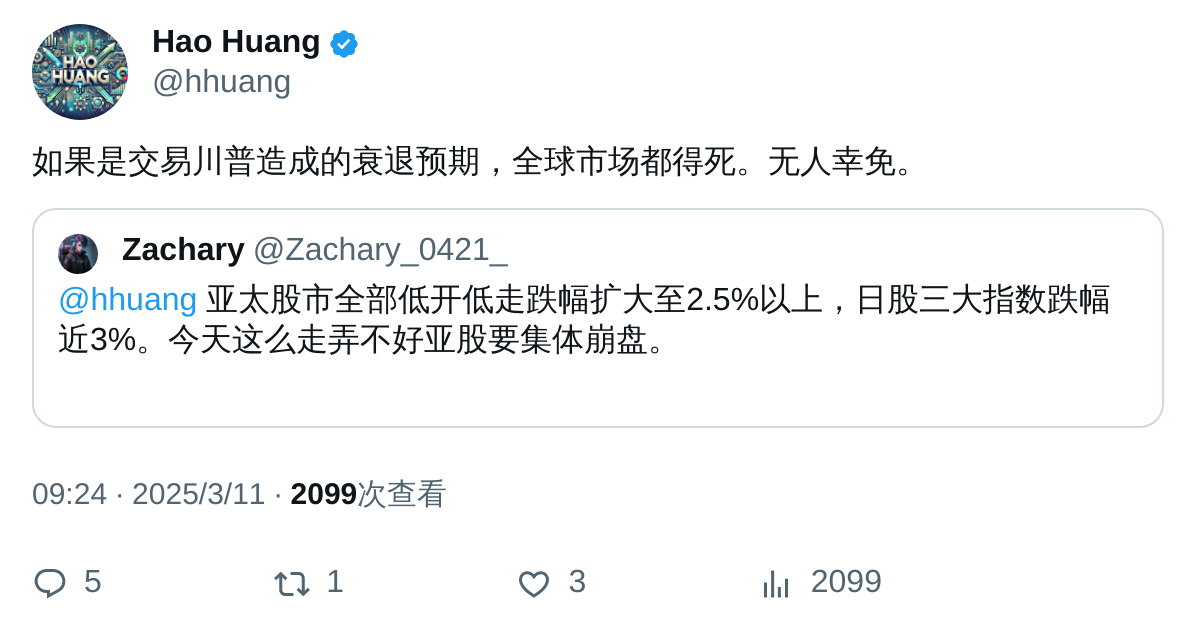 HAO
HUANG
Hao Huang
@hhuang
如果是交易川普造成的衰退预期，全球市场都得死。无人幸免。
Zachary @Zachary_0421_
@hhuang 亚太股市全部低开低走跌幅扩大至2.5%以上，日股三大指数跌幅
近3%。今天这么走弄不好亚股要集体崩盘。
09:24 · 2025/3/11 · 2099次查看
5 1 3 2099